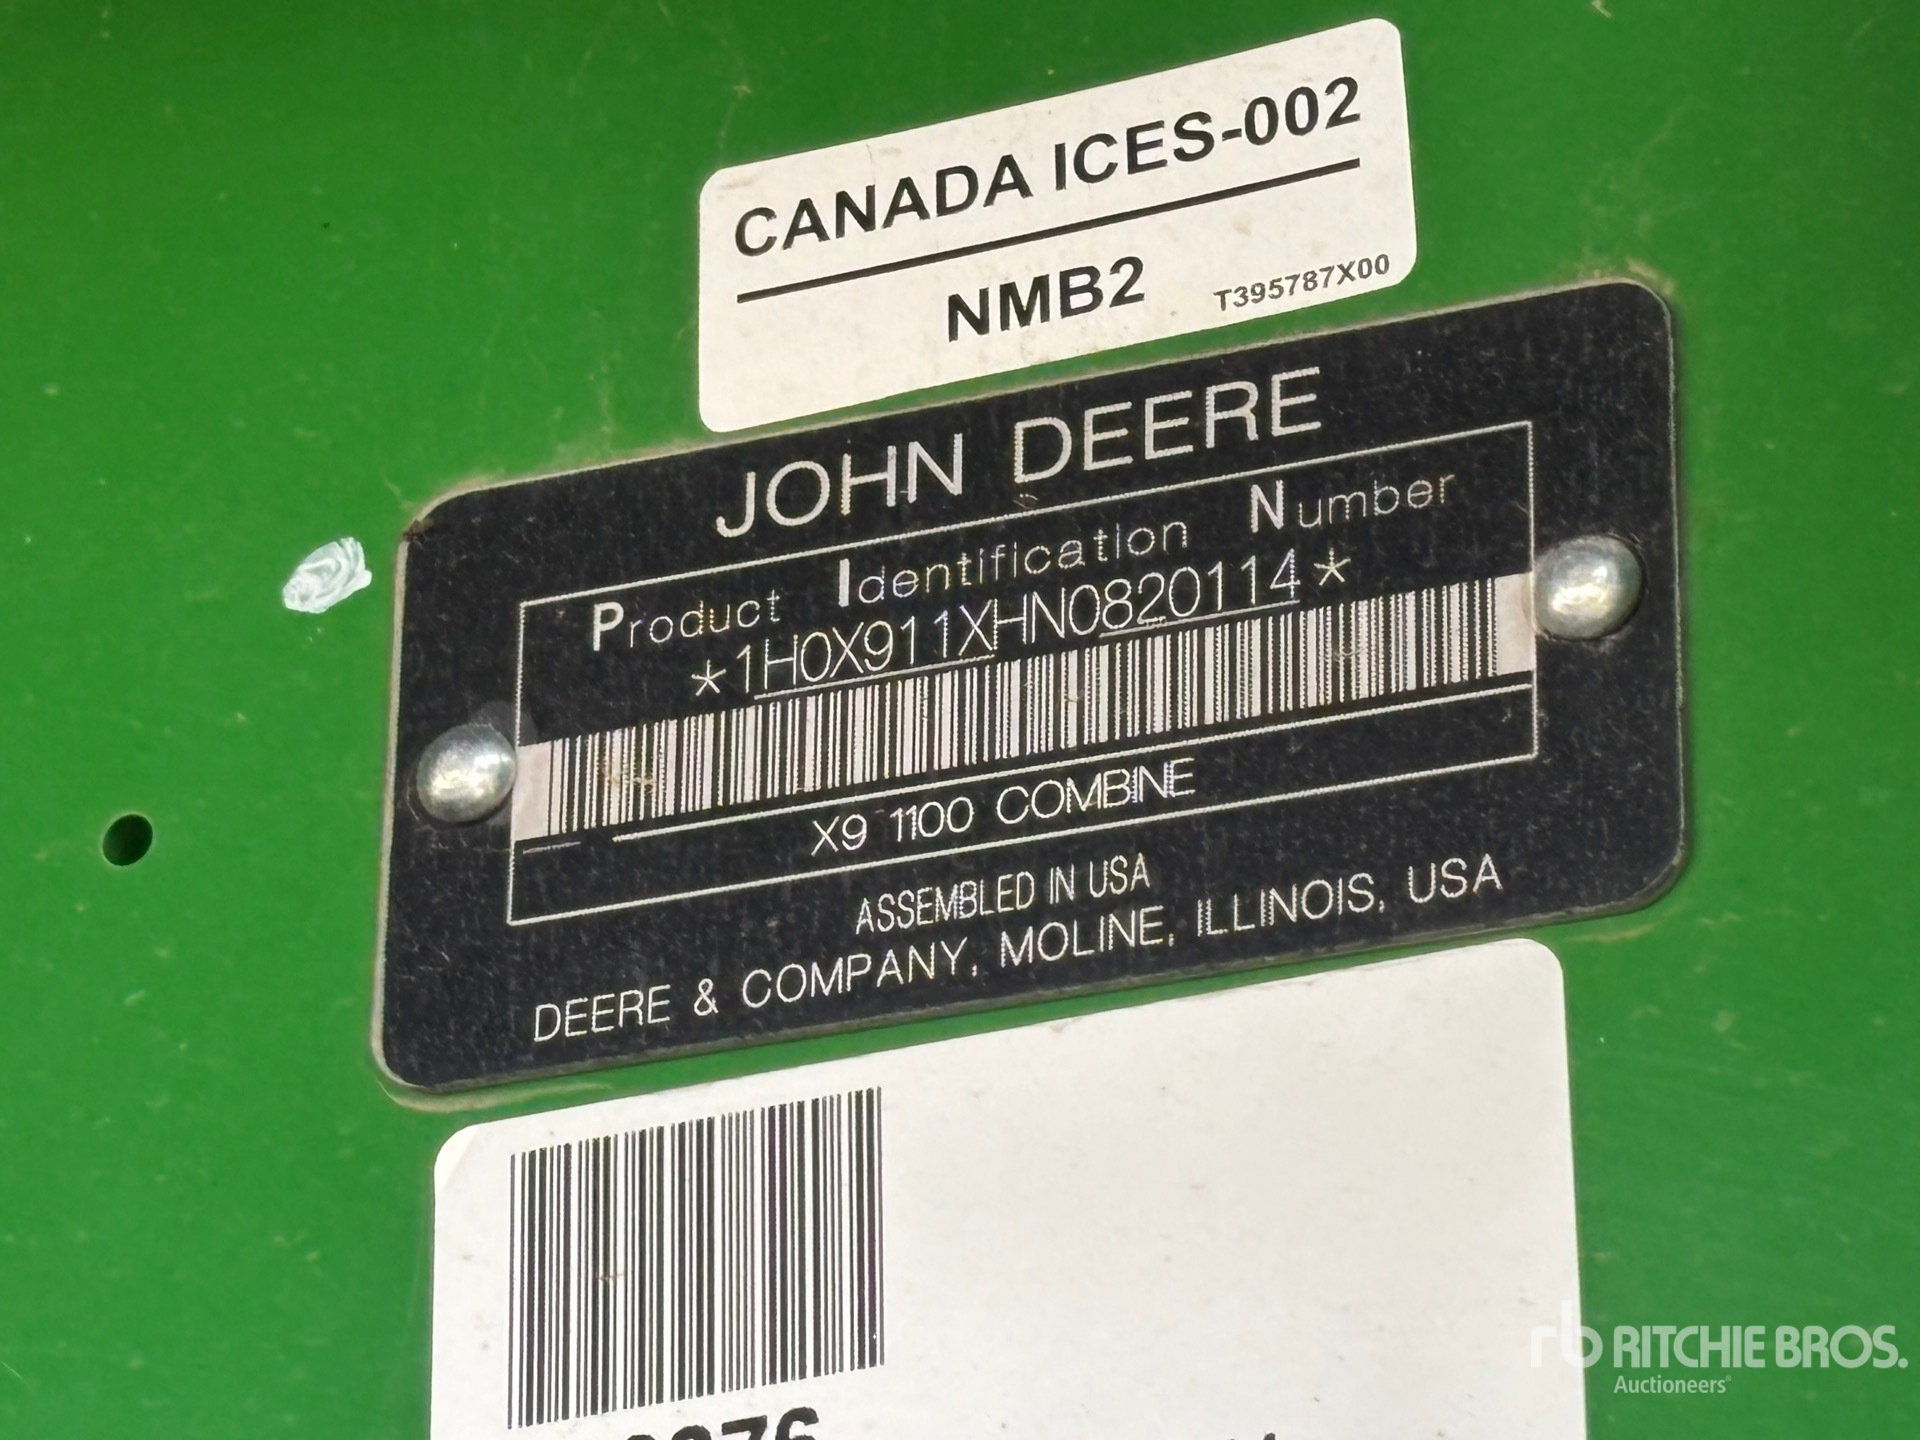 CANADA ICES-002
NMB2 T395787X00
JOHN DEERE
Product Identification Number
*1H0X911XHN0820114*
X9 1100 COMBINE
ASSEMBLED IN USA
DEERE & COMPANY, MOLINE, ILLINOIS, USA
rb RITCHIE BROS.
Auctioneers